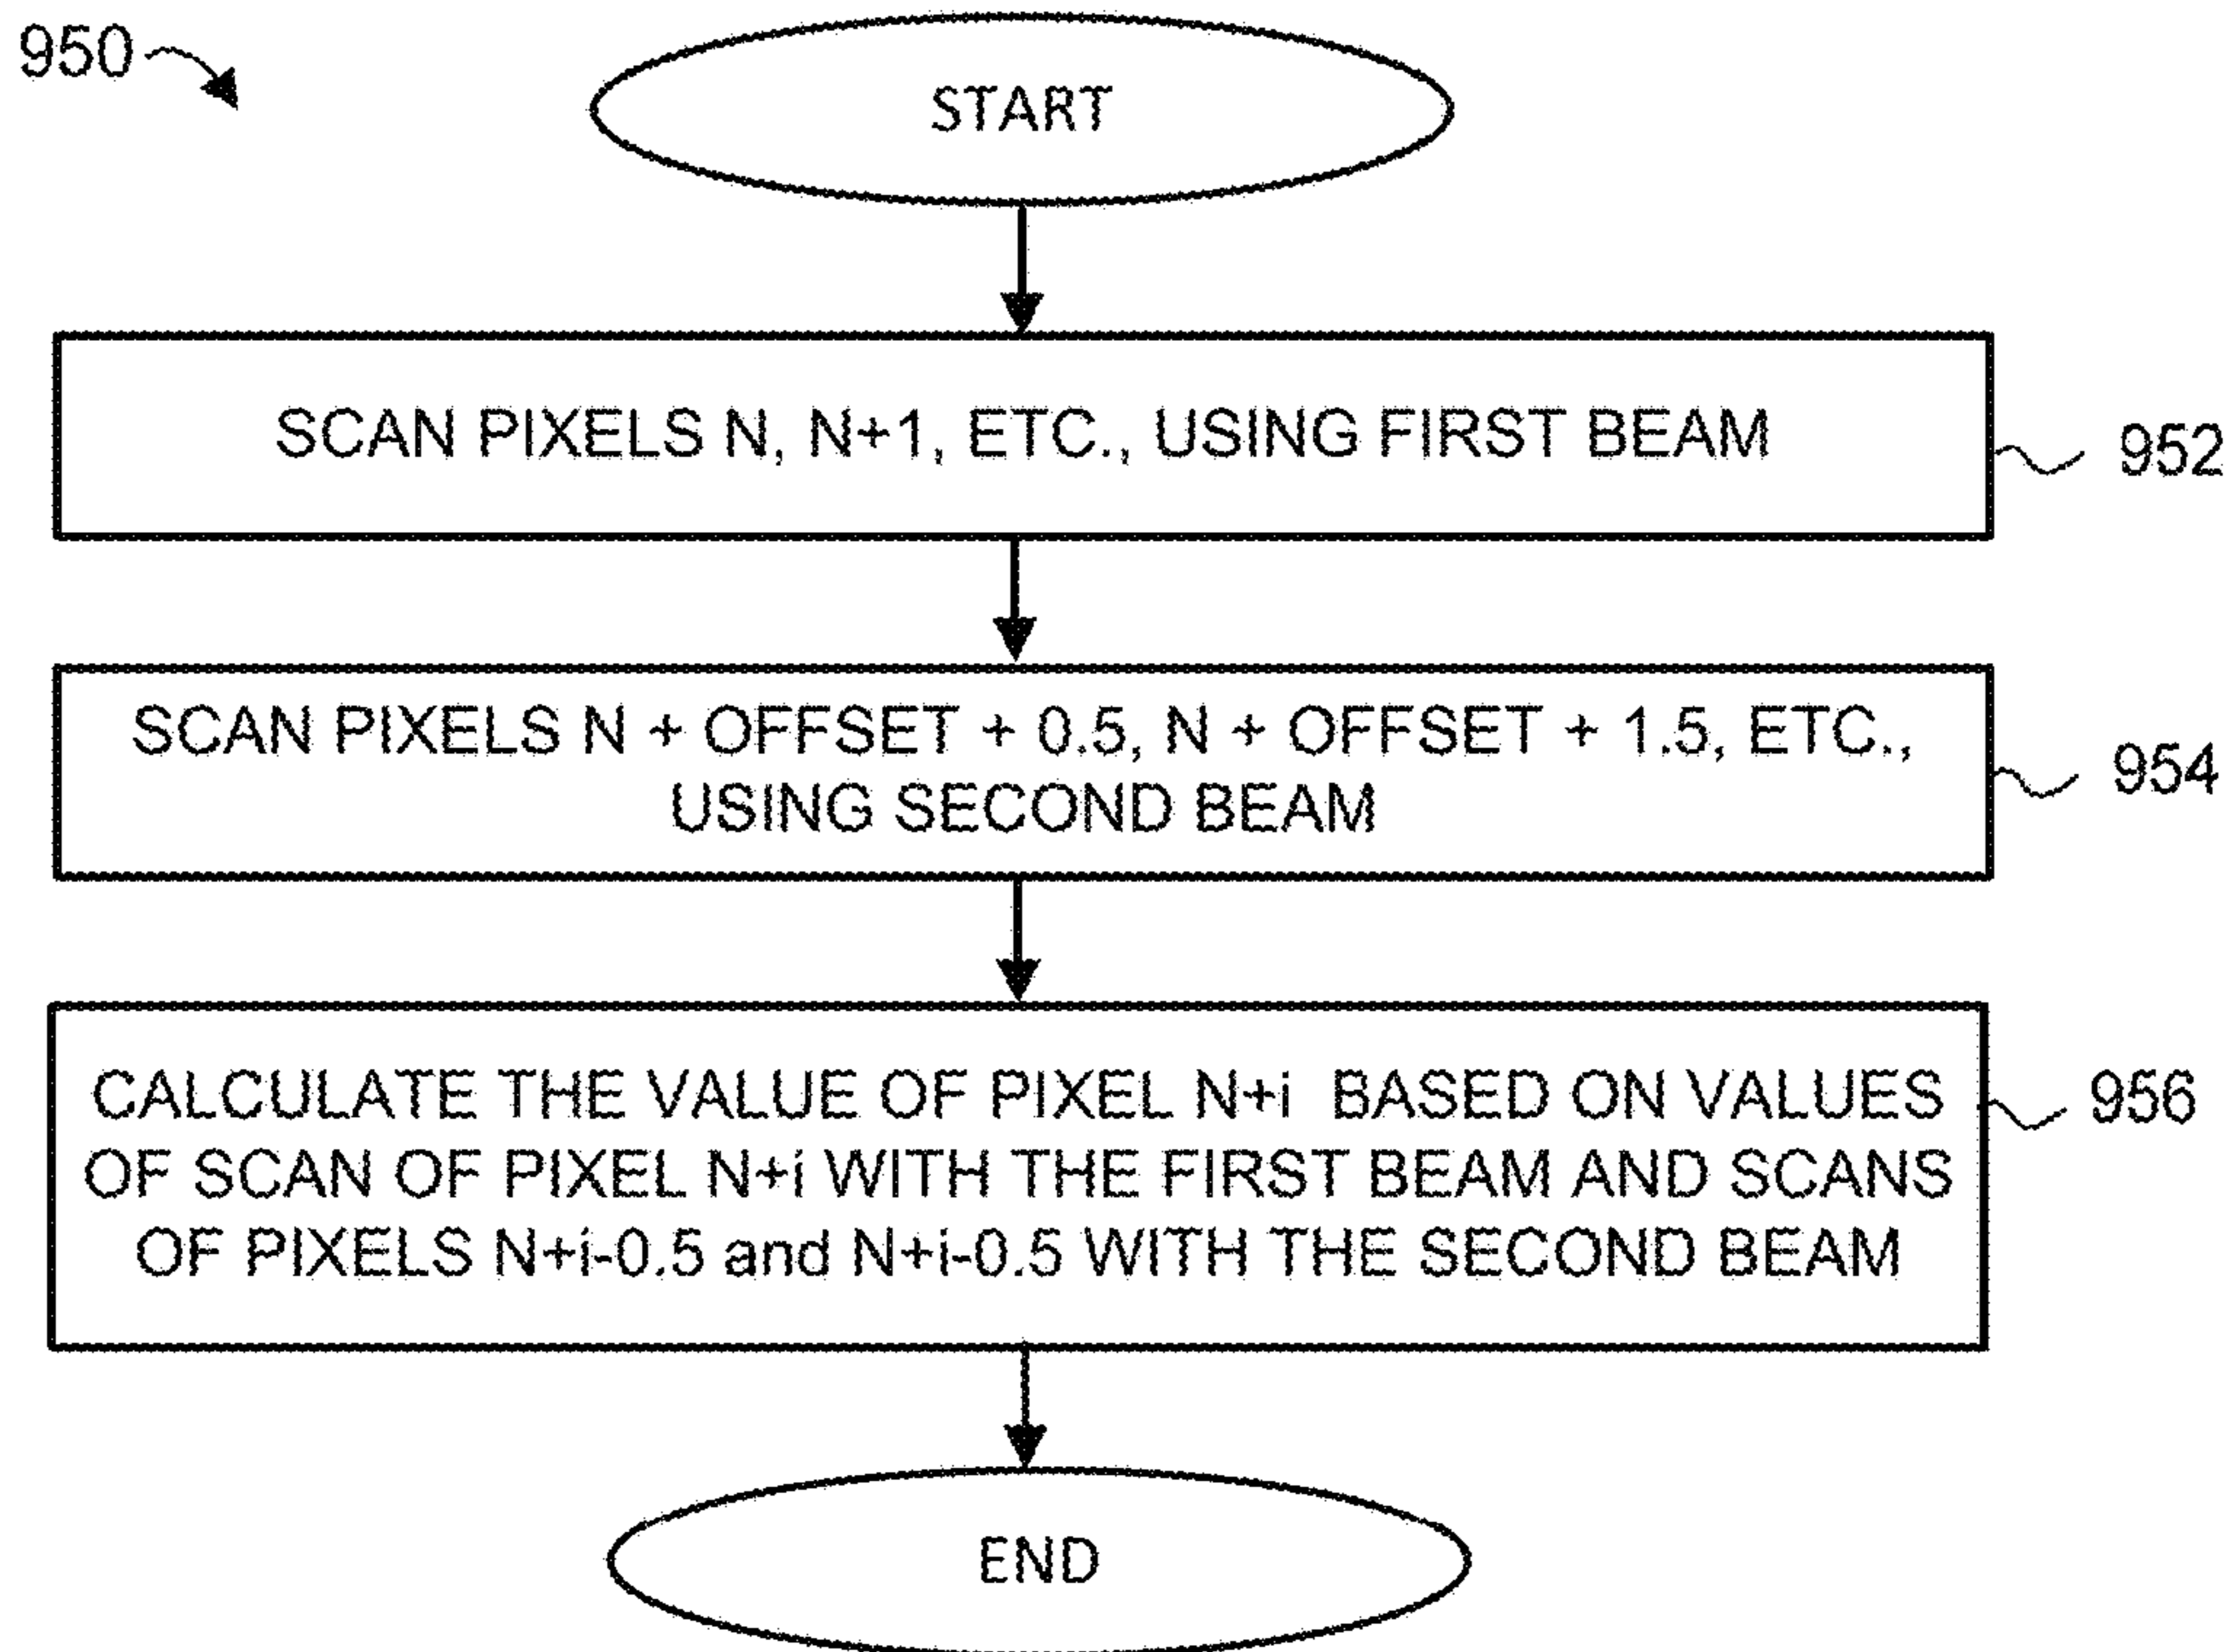 950
START
SCAN PIXELS N, N+1, ETC., USING FIRST BEAM
952
SCAN PIXELS N + OFFSET + 0.5, N + OFFSET + 1.5, ETC.,
USING SECOND BEAM
954
CALCULATE THE VALUE OF PIXEL N+i BASED ON VALUES
OF SCAN OF PIXEL N+i WITH THE FIRST BEAM AND SCANS
OF PIXELS N+i-0.5 and N+i-0.5 WITH THE SECOND BEAM
956
END